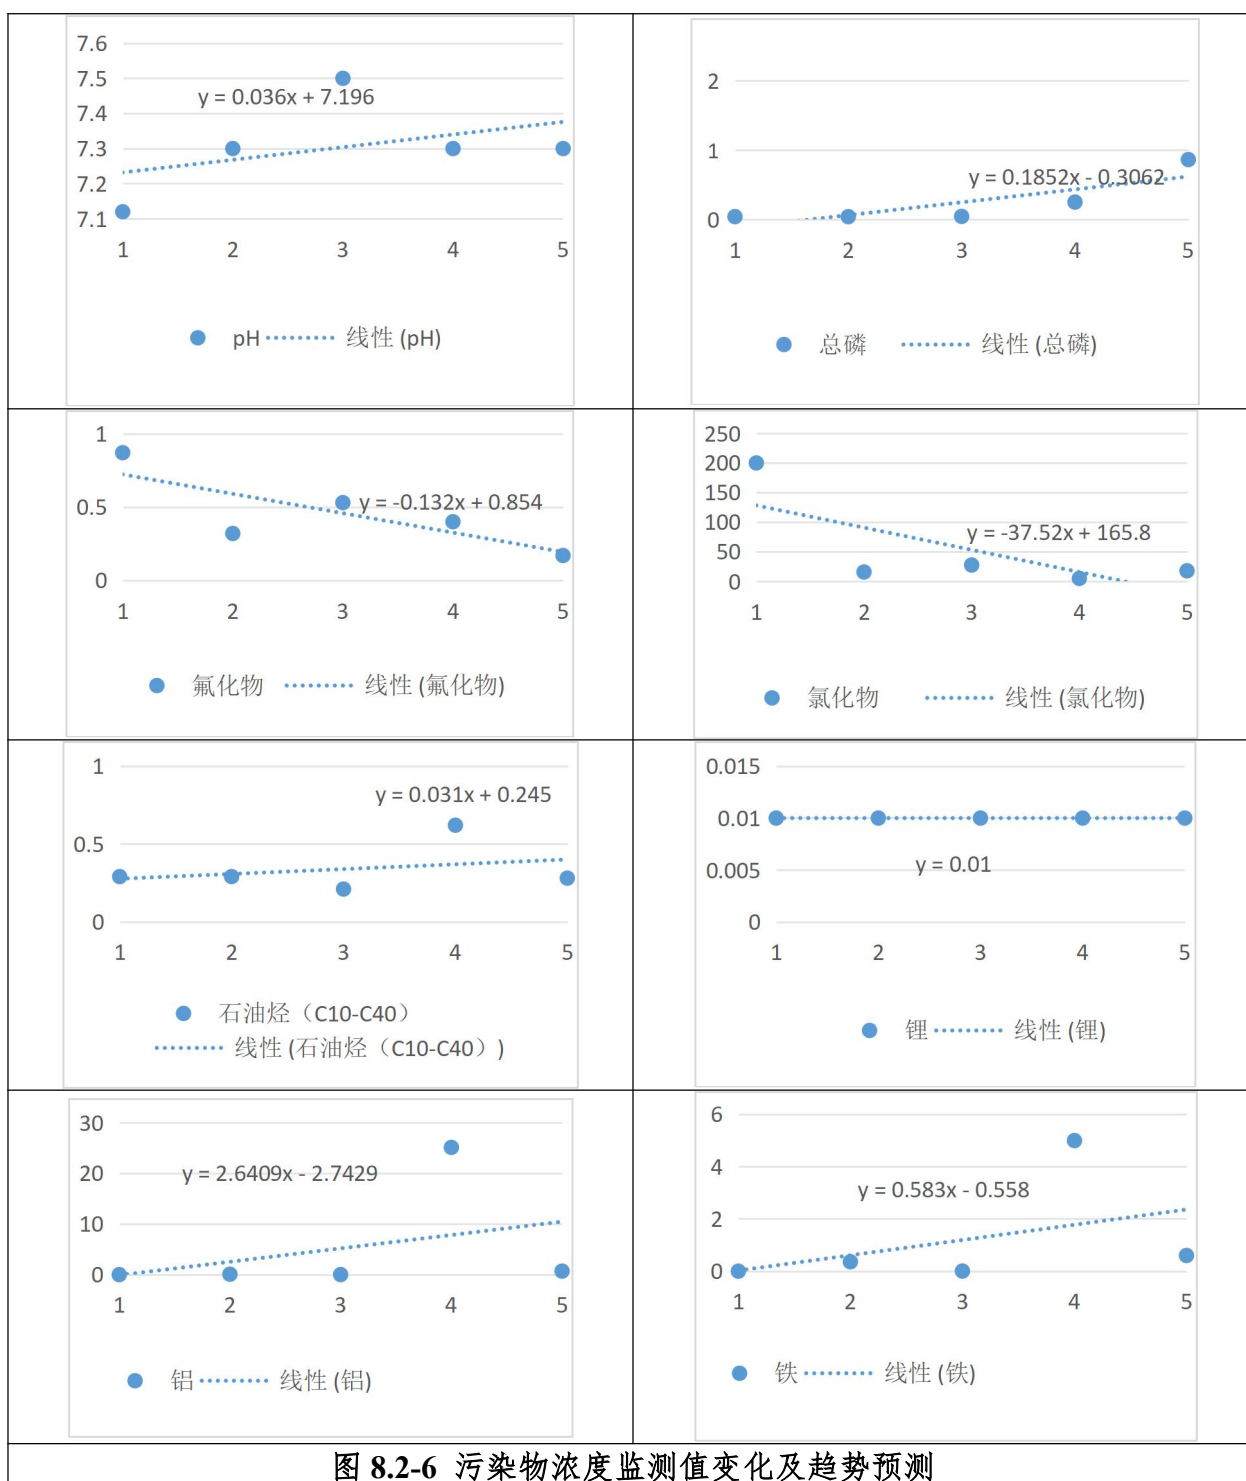 7.6
7.5
y = 0.036x + 7.196
7.4
7.3
7.2
7.1
1 2 3 4 5
pH 线性 (pH)
2
1
y = 0.1852x - 0.3062
0
1 2 3 4 5
总磷 线性 (总磷)
1
0.5
y = -0.132x + 0.854
0
1 2 3 4 5
氟化物 线性 (氟化物)
250
200
150
100
y = -37.52x + 165.8
50
0
1 2 3 4 5
氯化物 线性 (氯化物)
1
y = 0.031x + 0.245
0.5
0
1 2 3 4 5
石油烃（C10-C40）
线性 (石油烃（C10-C40）)
0.015
0.01
0.005
y = 0.01
0
1 2 3 4 5
锂 线性 (锂)
30
20
y = 2.6409x - 2.7429
10
0
1 2 3 4 5
铝 线性 (铝)
6
4
y = 0.583x - 0.558
2
0
1 2 3 4 5
铁 线性 (铁)
图 8.2-6 污染物浓度监测值变化及趋势预测